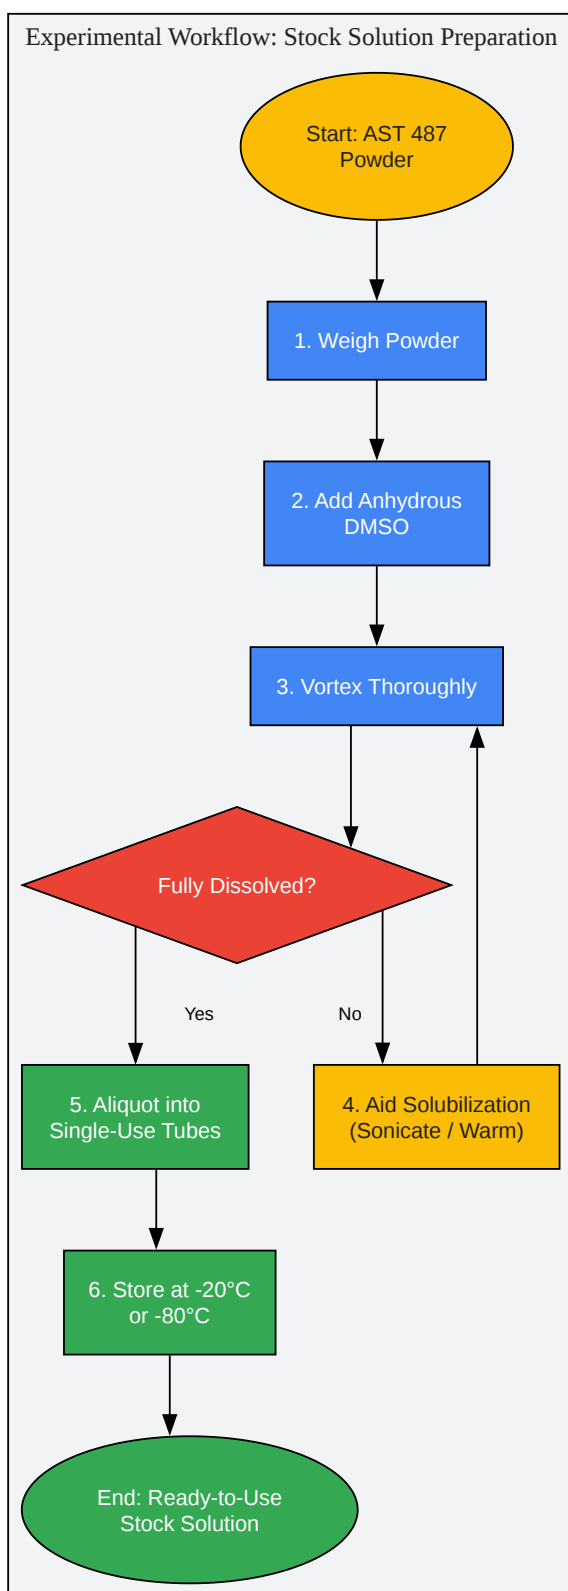 Experimental Workflow: Stock Solution Preparation
Start: AST 487
Powder
1. Weigh Powder
2. Add Anhydrous
DMSO
3. Vortex Thoroughly
Fully Dissolved?
Yes
No
5. Aliquot into
Single-Use Tubes
4. Aid Solubilization
(Sonicate / Warm)
6. Store at -20°C
or -80°C
End: Ready-to-Use
Stock Solution